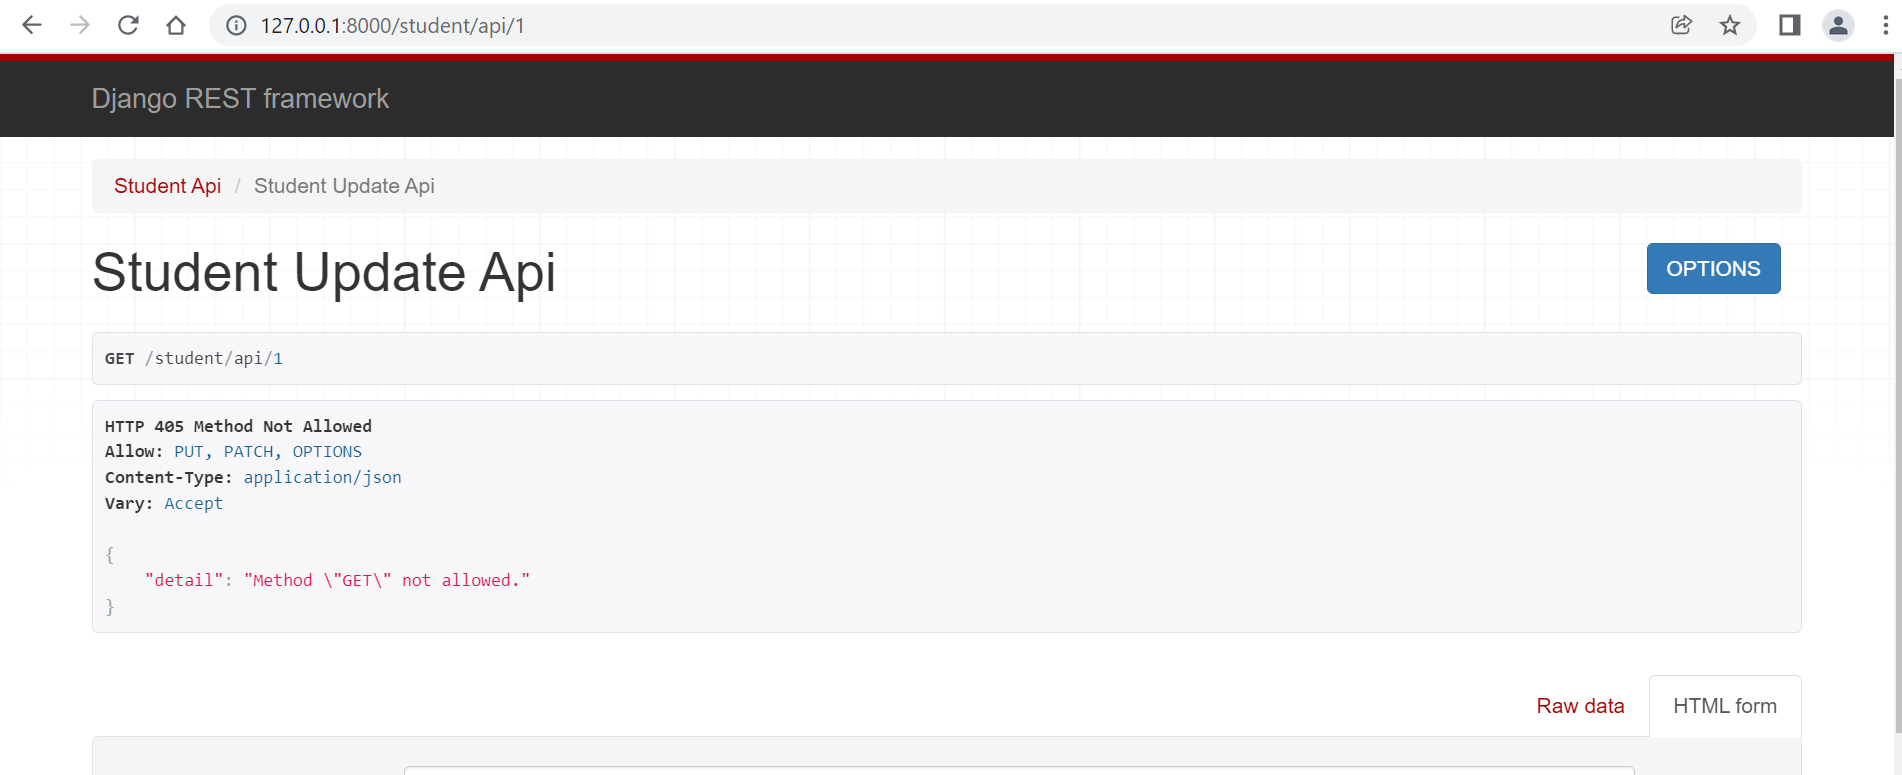 127.0.0.1:8000/student/api/1
Django REST framework
Student Api / Student Update Api
Student Update Api
OPTIONS
GET /student/api/1
HTTP 405 Method Not Allowed
Allow: PUT, PATCH, OPTIONS
Content-Type: application/json
Vary: Accept
{
"detail": "Method \"GET\" not allowed."
}
Raw data
HTML form